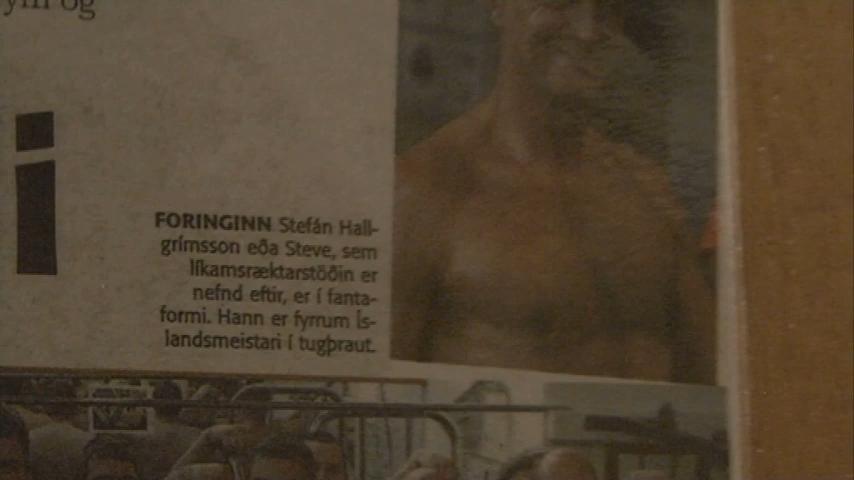 og
i
FORINGINN Stefán Hall-
grímsson eða Steve, sem
líkamsræktarstöðin er
nefnd eftir, er í fanta-
formi. Hann er fyrrum Ís-
landsmeistari í tugþraut.